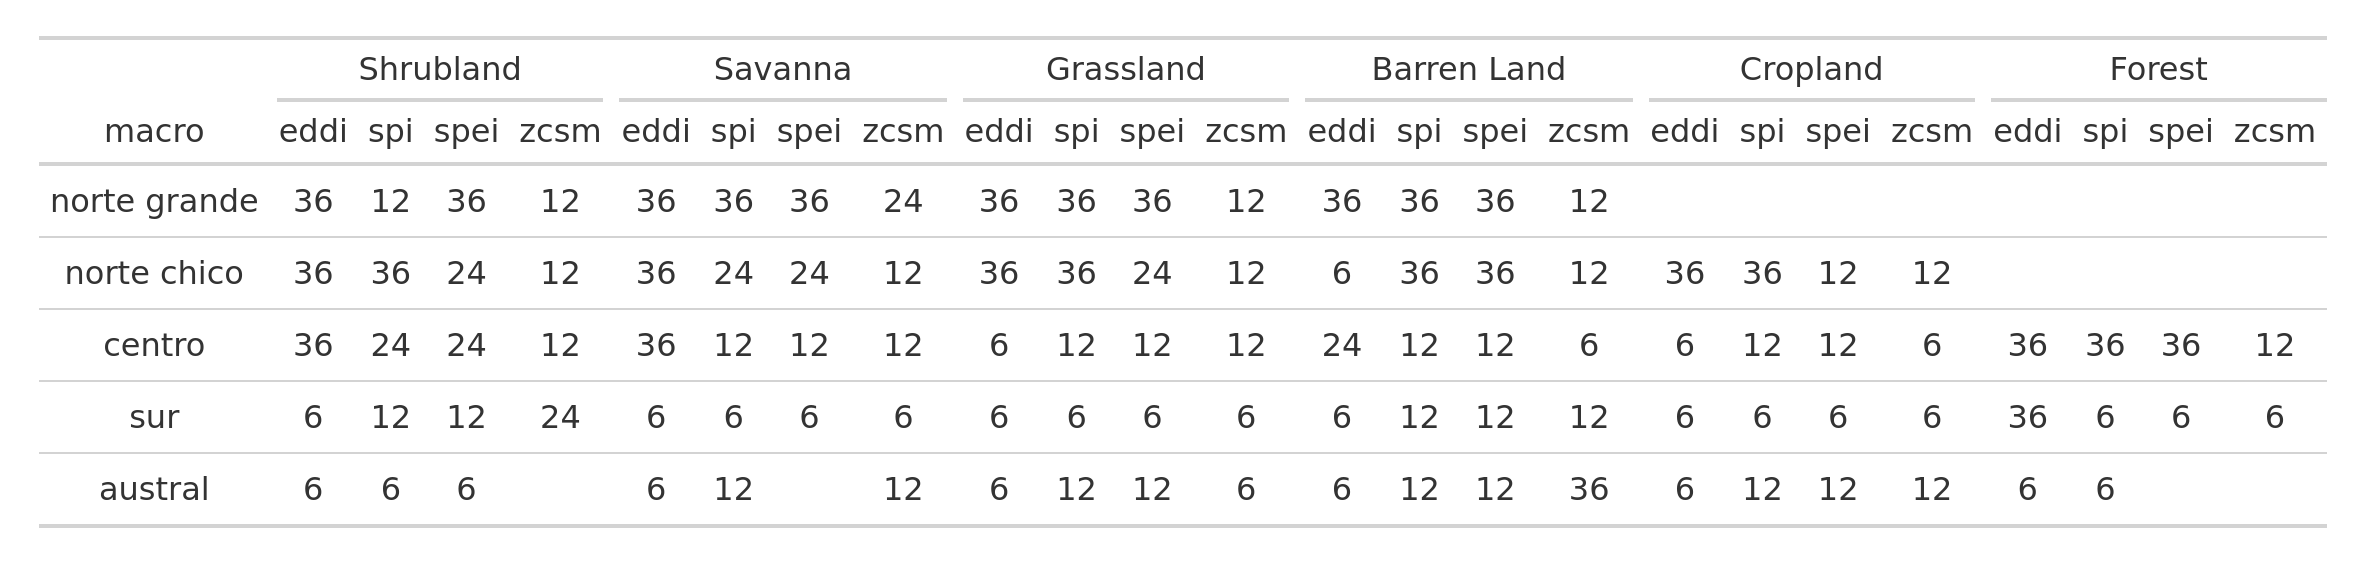 Shrubland Savanna Grassland Barren Land Cropland Forest
macro eddi spi spei zcsm eddi spi spei zcsm eddi spi spei zcsm eddi spi spei zcsm eddi spi spei zcsm eddi spi spei zcsm
norte grande 36 12 36 12 36 36 36 24 36 36 36 12 36 36 36 12
norte chico 36 36 24 12 36 24 24 12 36 36 24 12 6 36 36 12 36 36 12 12
centro 36 24 24 12 36 12 12 12 6 12 12 12 24 12 12 6 6 12 12 6 36 36 36 12
sur 6 12 12 24 6 6 6 6 6 6 6 6 6 12 12 12 6 6 6 6 36 6 6 6
austral 6 6 6 6 12 12 6 12 12 6 6 12 12 36 6 12 12 12 6 6